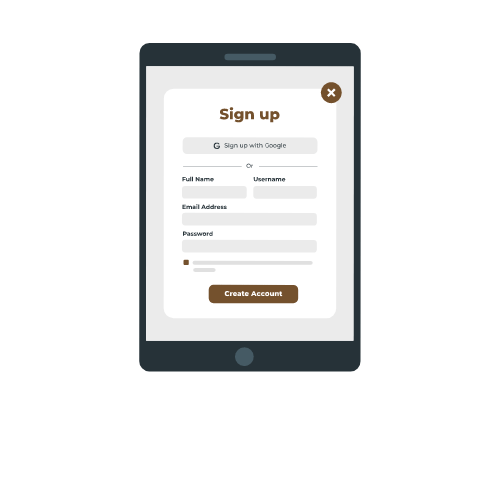 Sign up
G Sign up with Google
Or
Full Name Username
Email Address
Password
Create Account